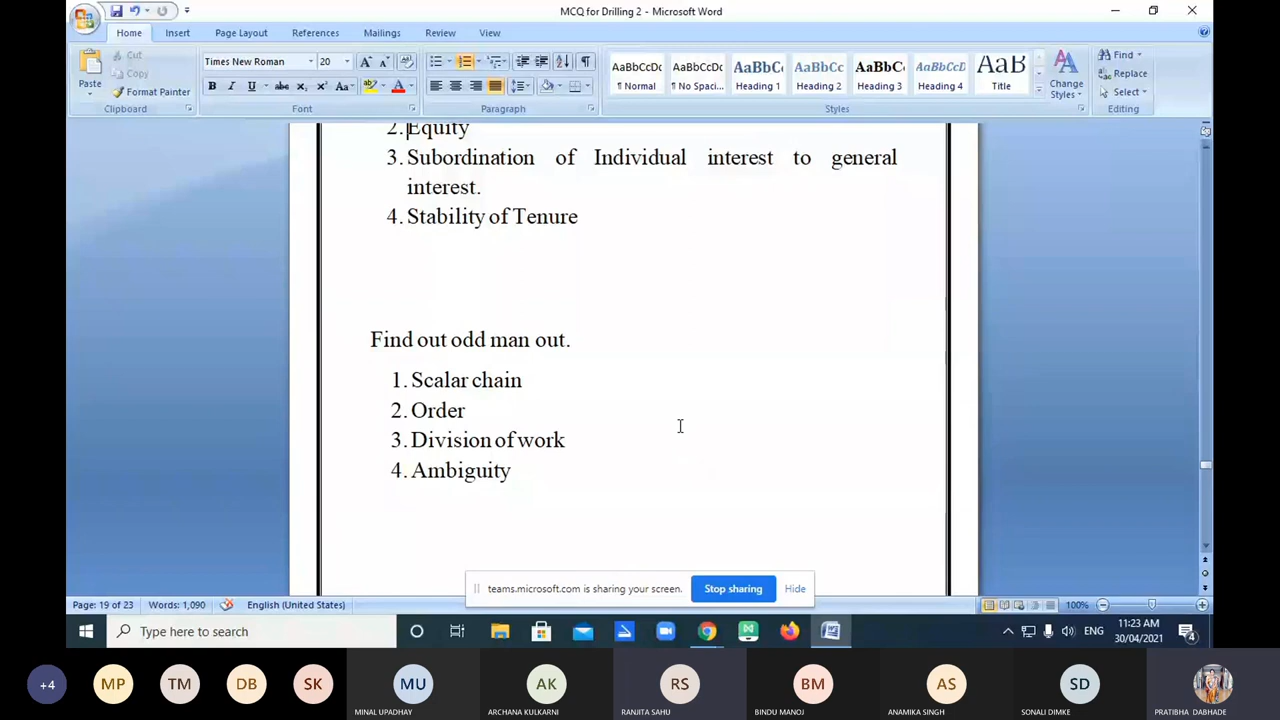 MCQ for Drilling 2 - Microsoft Word
Home Insert Page Layout References Mailings Review View
Cut
Copy
Format Painter
Paste
Clipboard
Times New Roman 20
B I U abc x₂ x² Aa A
Font
Paragraph
AaBbCcDc AaBbCcDc AaBbC AaBbCc AaBbCc AaBbCcD AaB
¶ Normal ¶ No Spaci... Heading 1 Heading 2 Heading 3 Heading 4 Title
Change Styles
Styles
Find
Replace
Select
Editing
2. Equity
3. Subordination of Individual interest to general
interest.
4. Stability of Tenure
Find out odd man out.
1. Scalar chain
2. Order
3. Division of work
4. Ambiguity
teams.microsoft.com is sharing your screen. Stop sharing Hide
Page: 19 of 23 Words: 1,090 English (United States) 100%
Type here to search
ENG
11:23 AM
30/04/2021
4
+4 MP TM DB SK MU AK RS BM AS SD
MINAL UPADHAY ARCHANA KULKARNI RANJITA SAHU BINDU MANOJ ANAMIKA SINGH SONALI DIMKE PRATIBHA DABHADE